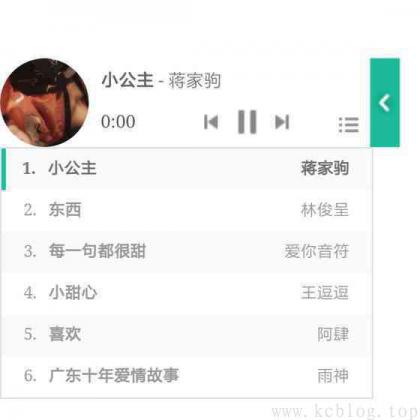 小公主 - 蒋家驹
0:00
1. 小公主 蒋家驹
2. 东西 林俊呈
3. 每一句都很甜 爱你音符
4. 小甜心 王逗逗
5. 喜欢 阿肆
6. 广东十年爱情故事 雨神
www.kcblog.top